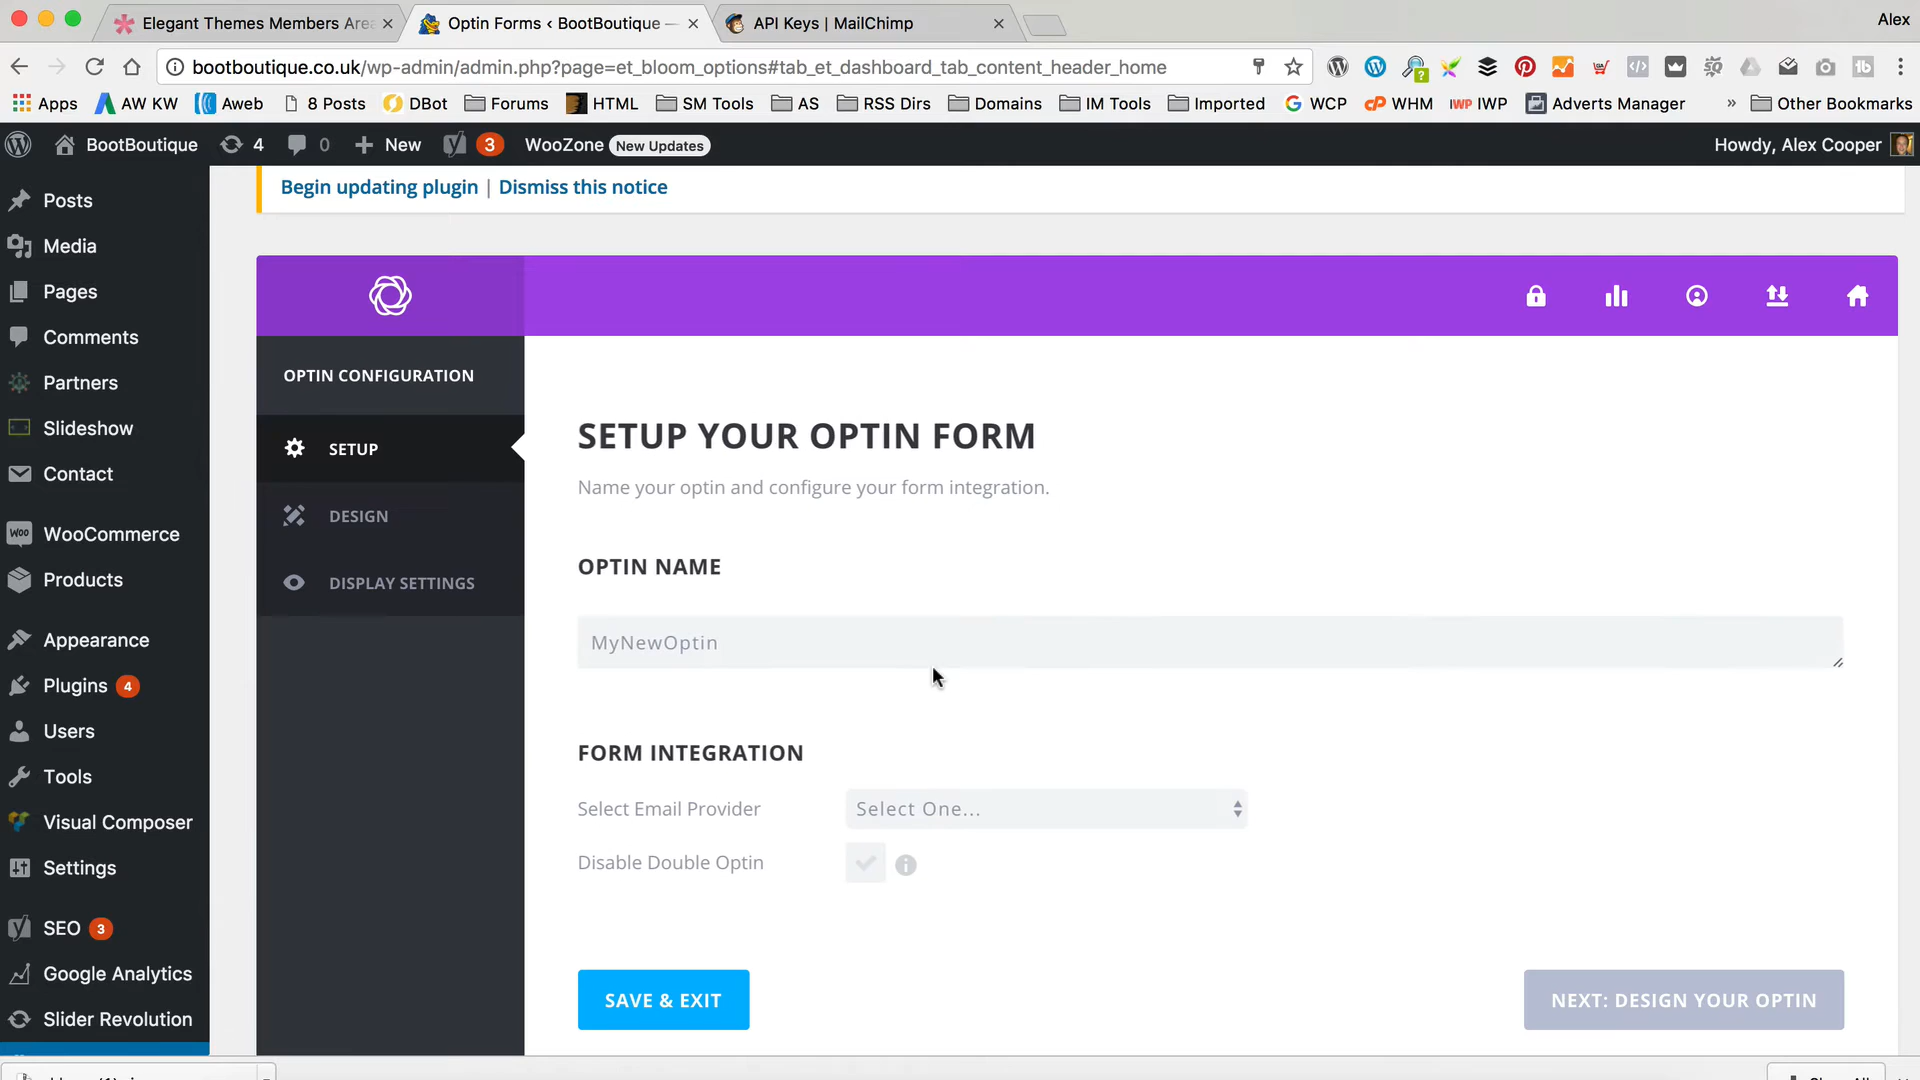 Elegant Themes Members Area
Optin Forms ‹ BootBoutique —
API Keys | MailChimp
Alex
bootboutique.co.uk/wp-admin/admin.php?page=et_bloom_options#tab_et_dashboard_tab_content_header_home
Apps AW KW Aweb 8 Posts DBot Forums HTML SM Tools AS RSS Dirs Domains IM Tools Imported WCP WHM IWP IWP Adverts Manager » Other Bookmarks
BootBoutique 4 0 New 3 WooZone New Updates Howdy, Alex Cooper
Begin updating plugin | Dismiss this notice
Posts
Media
Pages
Comments
Partners
Slideshow
Contact
WooCommerce
Products
Appearance
Plugins 4
Users
Tools
Visual Composer
Settings
SEO 3
Google Analytics
Slider Revolution
OPTIN CONFIGURATION
SETUP
DESIGN
DISPLAY SETTINGS
SETUP YOUR OPTIN FORM
Name your optin and configure your form integration.
OPTIN NAME
MyNewOptin
FORM INTEGRATION
Select Email Provider Select One...
Disable Double Optin
SAVE & EXIT NEXT: DESIGN YOUR OPTIN